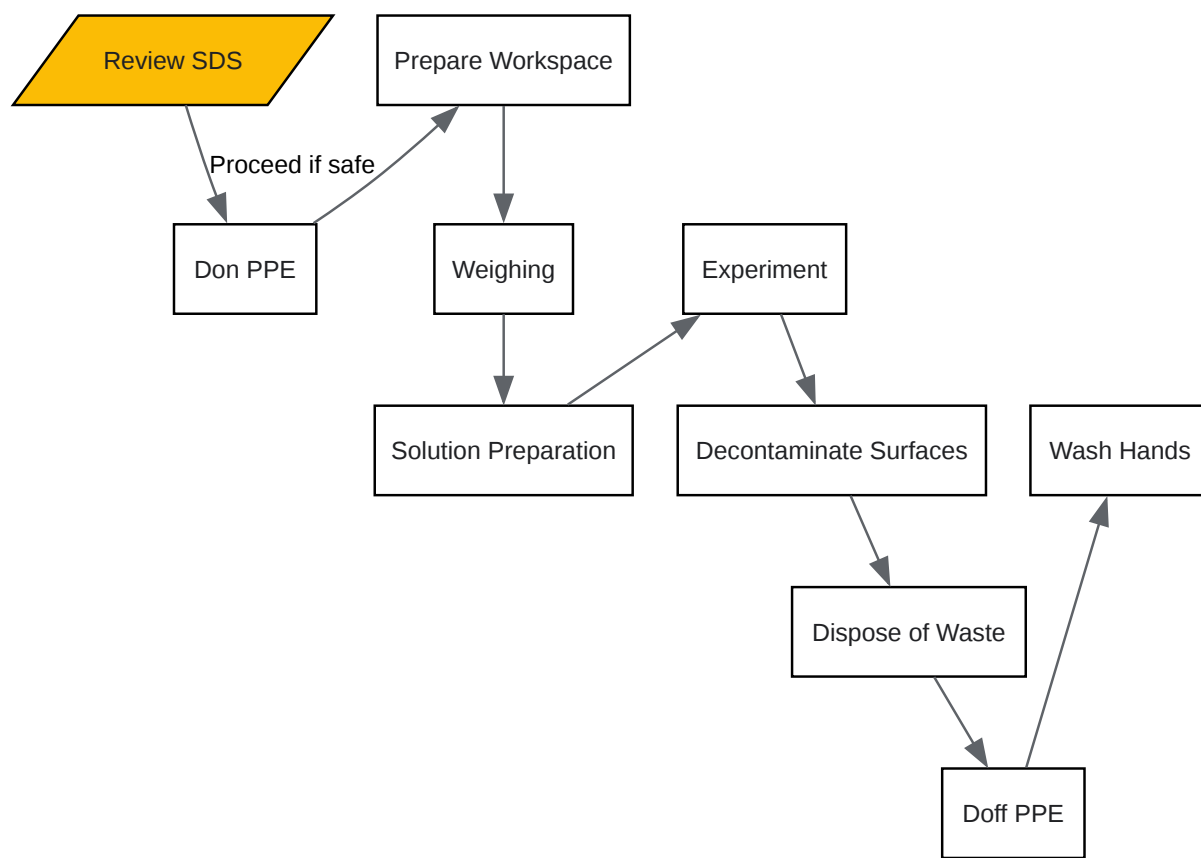 Review SDS
Prepare Workspace
Proceed if safe
Don PPE
Weighing
Experiment
Solution Preparation
Decontaminate Surfaces
Wash Hands
Dispose of Waste
Doff PPE